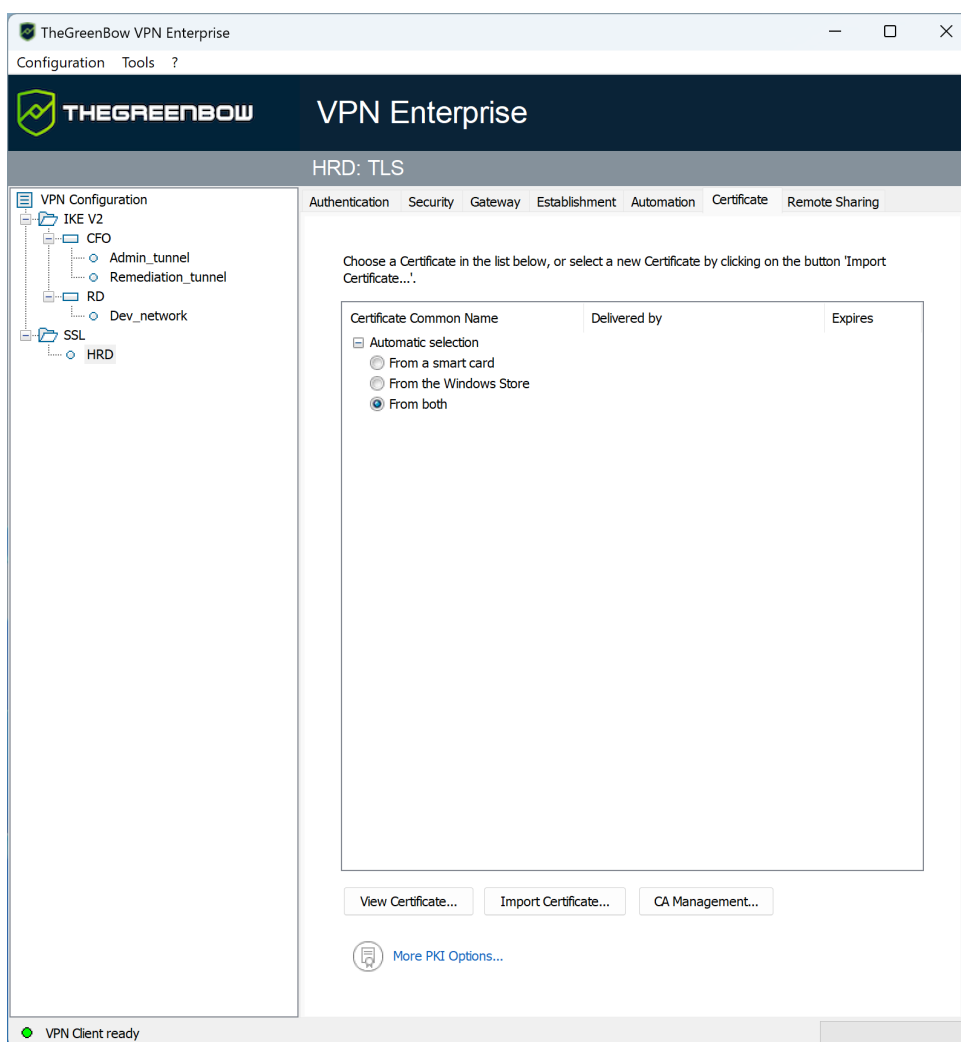 TheGreenBow VPN Enterprise
Configuration Tools ?
THEGREENBOW
VPN Enterprise
HRD: TLS
VPN Configuration
IKE V2
CFO
Admin_tunnel
Remediation_tunnel
RD
Dev_network
SSL
HRD
Authentication Security Gateway Establishment Automation Certificate Remote Sharing
Choose a Certificate in the list below, or select a new Certificate by clicking on the button 'Import
Certificate...'.
Certificate Common Name Delivered by Expires
Automatic selection
From a smart card
From the Windows Store
From both
View Certificate... Import Certificate... CA Management...
More PKI Options...
VPN Client ready